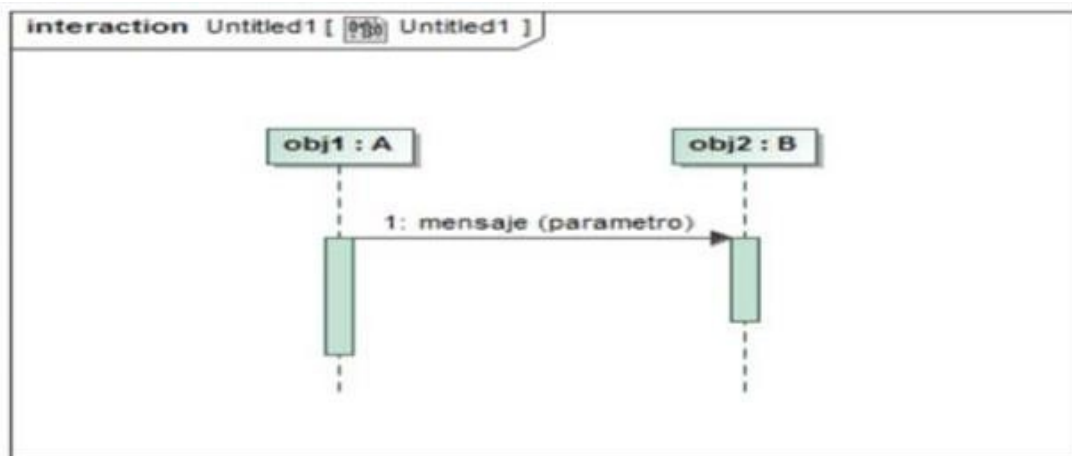 interaction Untitled1 [ Untitled1 ]
obj1 : A
obj2 : B
1: mensaje (parametro)